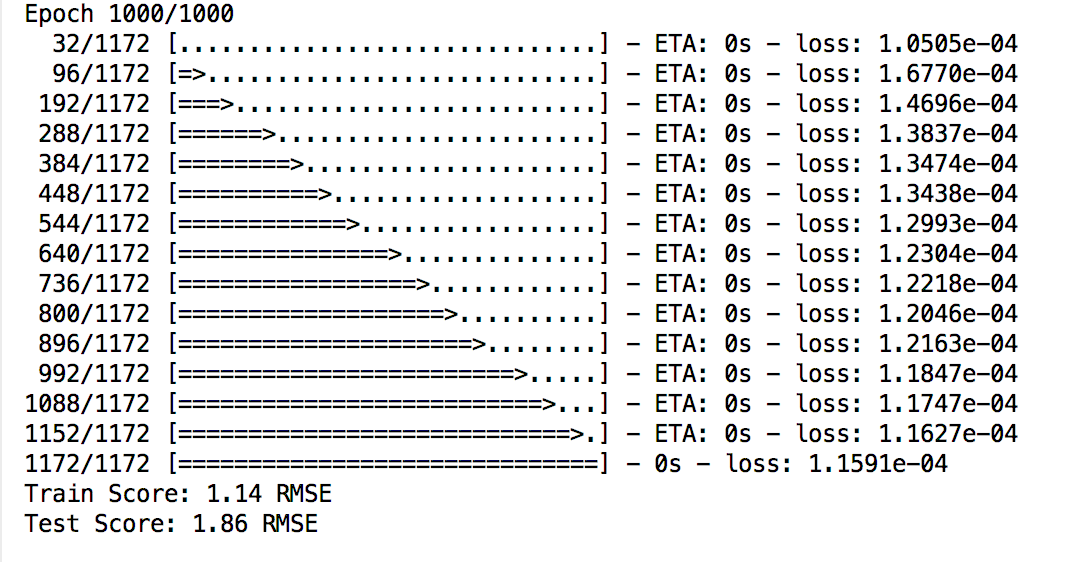 Epoch 1000/1000
32/1172 [..............................] - ETA: 0s - loss: 1.0505e-04
96/1172 [=>............................] - ETA: 0s - loss: 1.6770e-04
192/1172 [===>..........................] - ETA: 0s - loss: 1.4696e-04
288/1172 [======>.......................] - ETA: 0s - loss: 1.3837e-04
384/1172 [========>.....................] - ETA: 0s - loss: 1.3474e-04
448/1172 [==========>...................] - ETA: 0s - loss: 1.3438e-04
544/1172 [============>.................] - ETA: 0s - loss: 1.2993e-04
640/1172 [===============>..............] - ETA: 0s - loss: 1.2304e-04
736/1172 [=================>............] - ETA: 0s - loss: 1.2218e-04
800/1172 [===================>..........] - ETA: 0s - loss: 1.2046e-04
896/1172 [=====================>........] - ETA: 0s - loss: 1.2163e-04
992/1172 [========================>.....] - ETA: 0s - loss: 1.1847e-04
1088/1172 [==========================>...] - ETA: 0s - loss: 1.1747e-04
1152/1172 [============================>.] - ETA: 0s - loss: 1.1627e-04
1172/1172 [==============================] - 0s - loss: 1.1591e-04
Train Score: 1.14 RMSE
Test Score: 1.86 RMSE